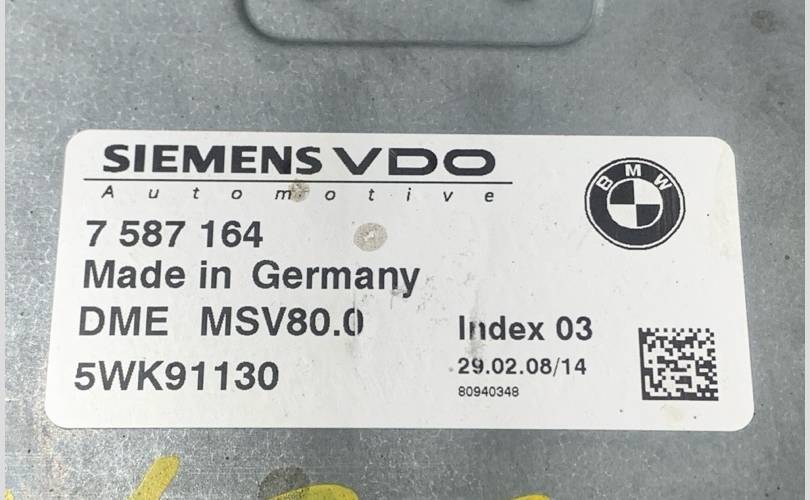 SIEMENS VDO
Automotive
BMW
7 587 164
Made in Germany
DME MSV80.0
Index 03
5WK91130
29.02.08/14
80940348